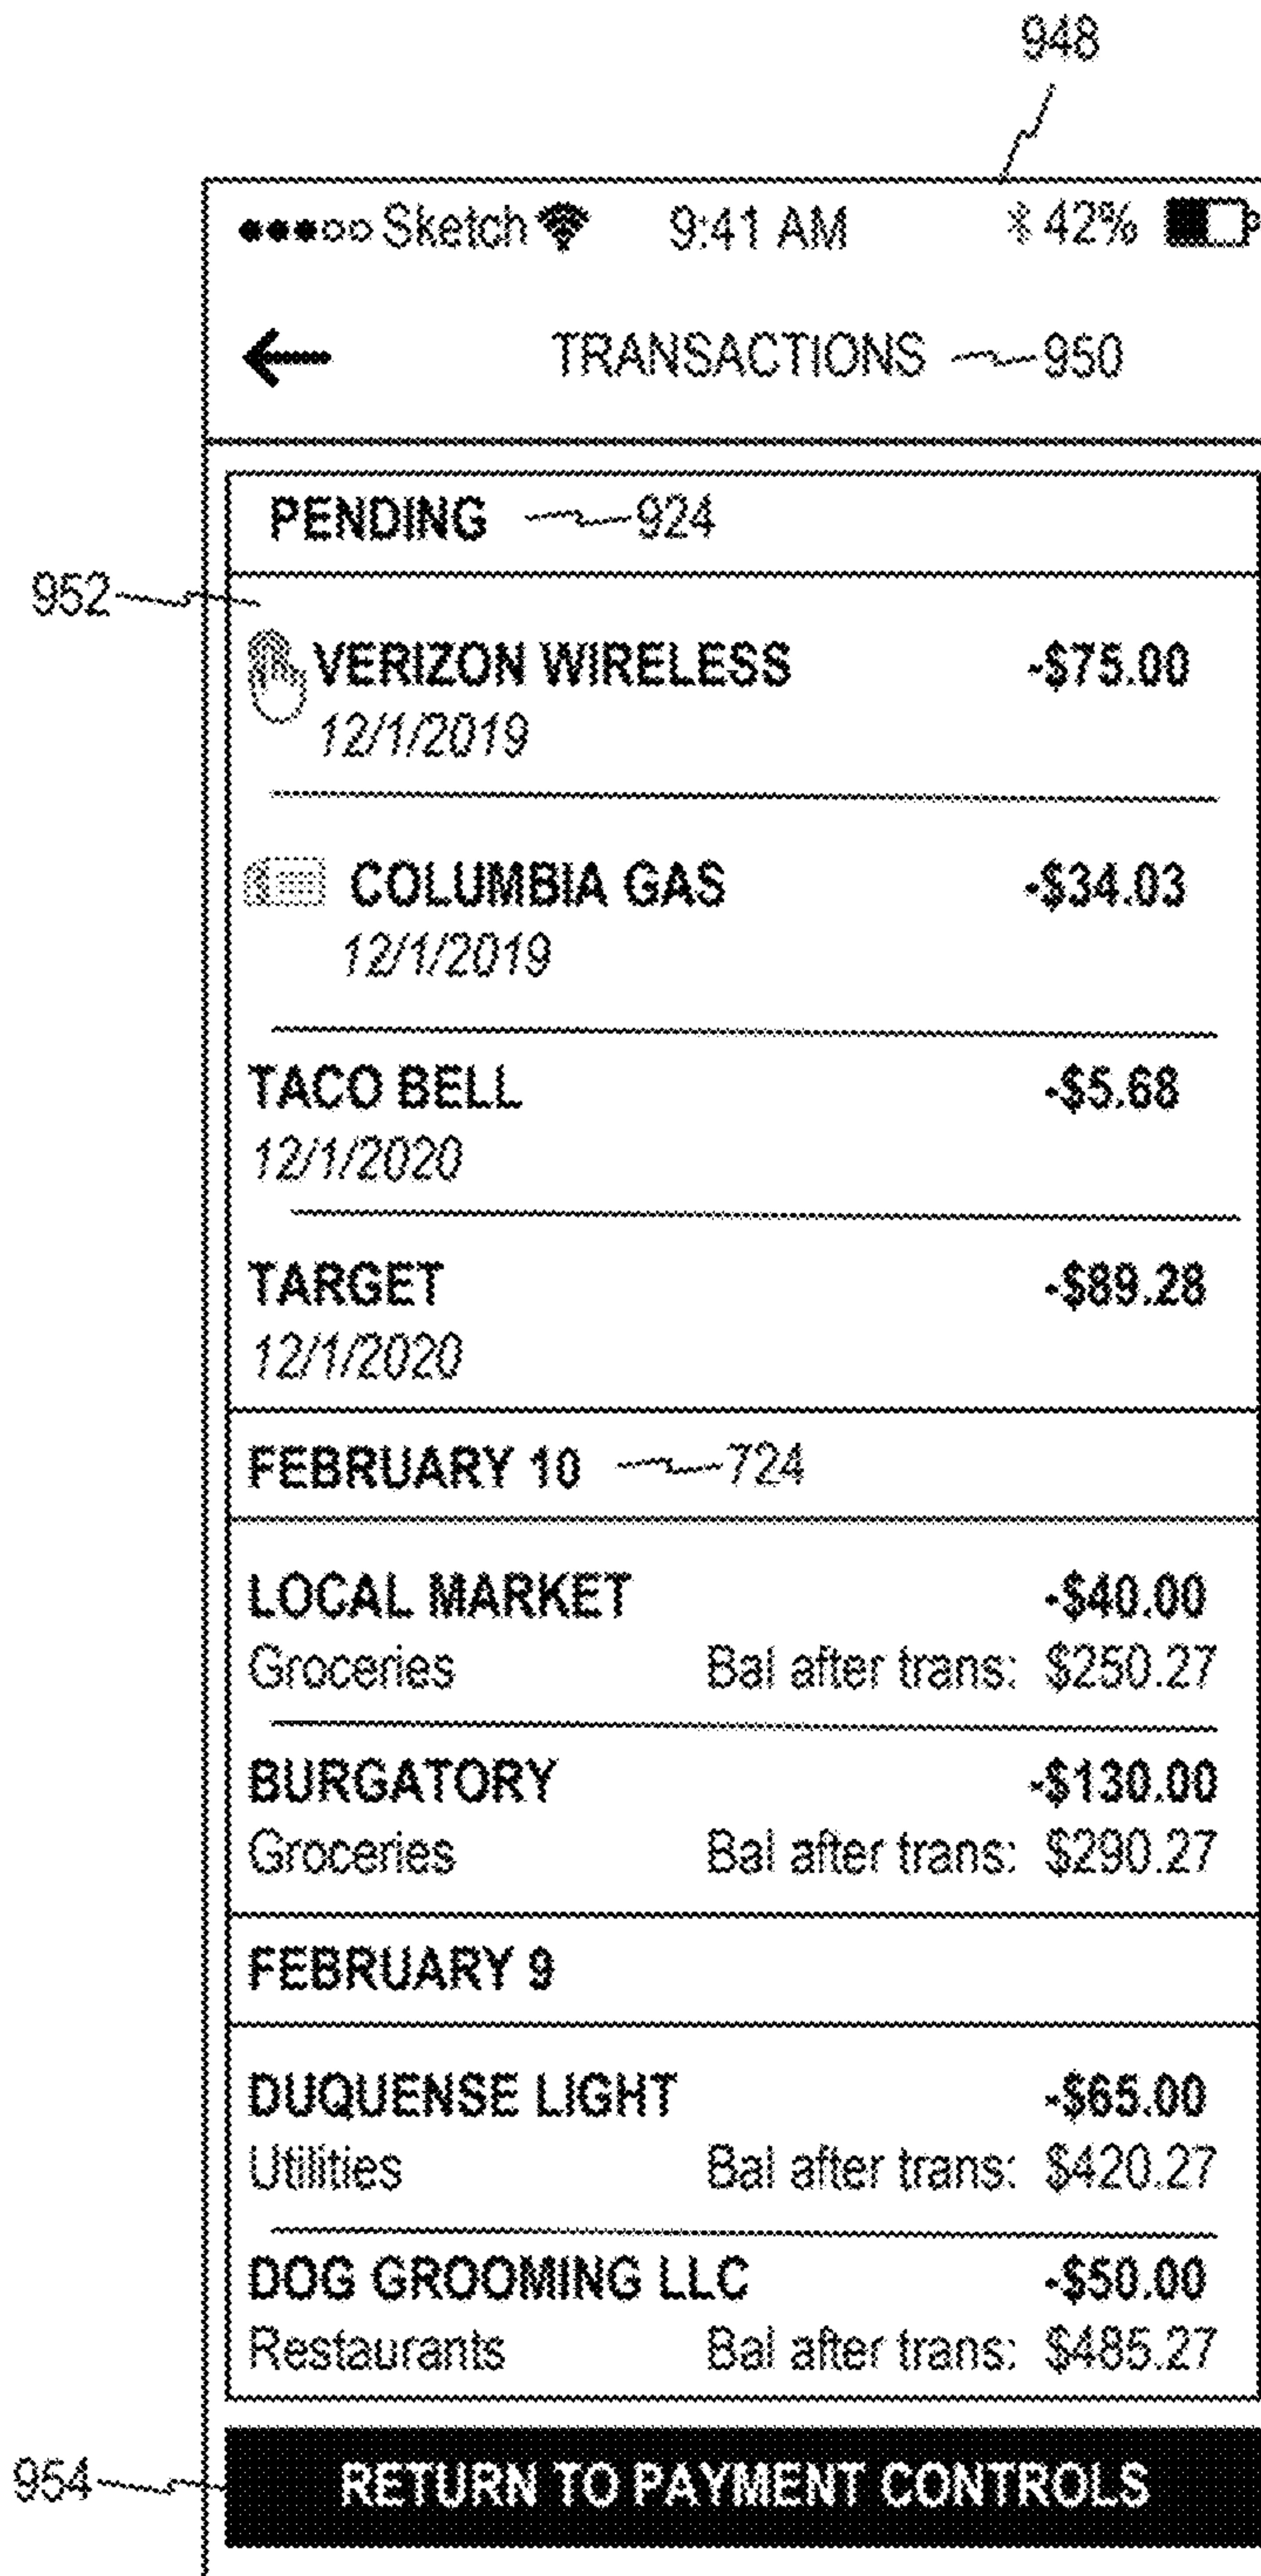 948
Sketch 9:41 AM 42%
TRANSACTIONS 950
PENDING 924
952
VERIZON WIRELESS -$75.00
12/1/2019
COLUMBIA GAS -$34.03
12/1/2019
TACO BELL -$5.68
12/1/2020
TARGET -$89.28
12/1/2020
FEBRUARY 10 724
LOCAL MARKET -$40.00
Groceries Bal after trans: $250.27
BURGATORY -$130.00
Groceries Bal after trans: $290.27
FEBRUARY 9
DUQUENSE LIGHT -$65.00
Utilities Bal after trans: $420.27
DOG GROOMING LLC -$50.00
Restaurants Bal after trans: $485.27
954 RETURN TO PAYMENT CONTROLS